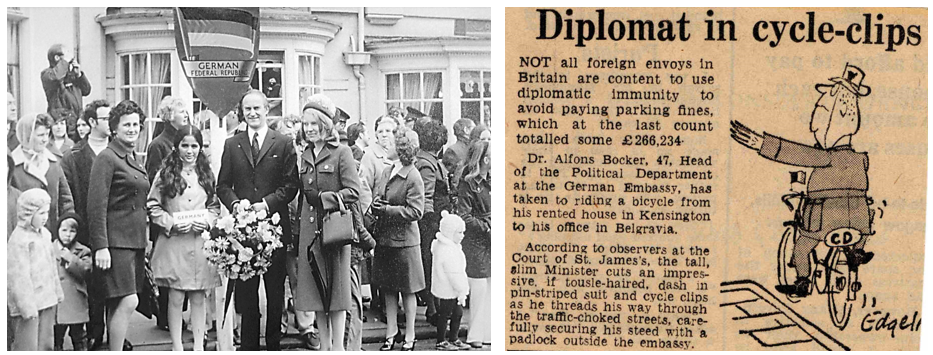 GERMAN
FEDERAL REPUBLIC
GERMANY
Diplomat in cycle-clips
NOT all foreign envoys in
Britain are content to use
diplomatic immunity to
avoid paying parking fines,
which at the last count
totalled some £266,234.
Dr. Alfons Bocker, 47, Head
of the Political Department
at the German Embassy, has
taken to riding a bicycle from
his rented house in Kensington
to his office in Belgravia.
According to observers at the
Court of St. James's, the tall,
slim Minister cuts an impres-
sive, if tousle-haired, dash in
pin-striped suit and cycle clips
as he threads his way through
the traffic-choked streets, care-
fully securing his steed with a
padlock outside the embassy.
CD